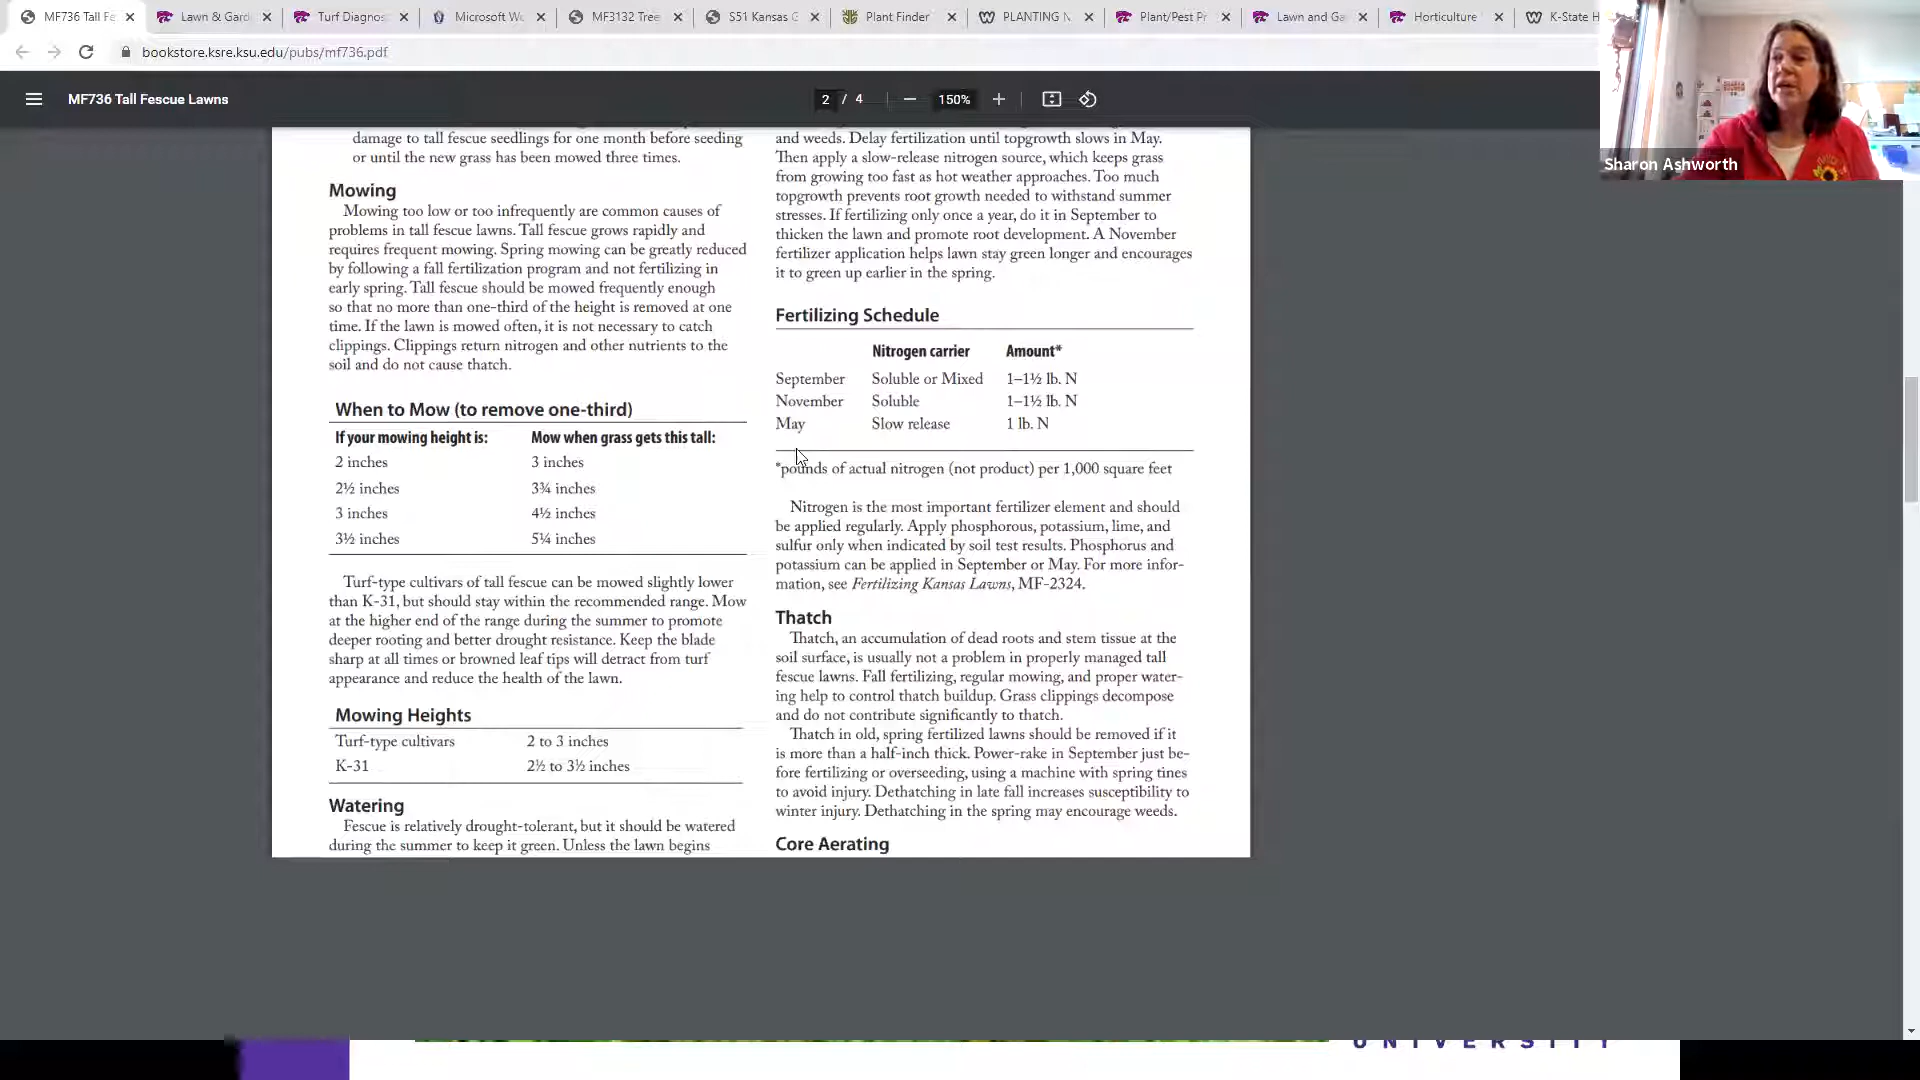 MF736 Tall Fe
Lawn & Gard
Turf Diagnos
Microsoft Wo
MF3132 Tree
S51 Kansas G
Plant Finder
PLANTING N
Plant/Pest Pr
Lawn and Ga
Horticulture
K-State H
bookstore.ksre.ksu.edu/pubs/mf736.pdf
MF736 Tall Fescue Lawns
2 / 4
150%
Sharon Ashworth
damage to tall fescue seedlings for one month before seeding
or until the new grass has been mowed three times.
Mowing
Mowing too low or too infrequently are common causes of
problems in tall fescue lawns. Tall fescue grows rapidly and
requires frequent mowing. Spring mowing can be greatly reduced
by following a fall fertilization program and not fertilizing in
early spring. Tall fescue should be mowed frequently enough
so that no more than one-third of the height is removed at one
time. If the lawn is mowed often, it is not necessary to catch
clippings. Clippings return nitrogen and other nutrients to the
soil and do not cause thatch.
When to Mow (to remove one-third)
If your mowing height is: Mow when grass gets this tall:
2 inches 3 inches
2½ inches 3¾ inches
3 inches 4½ inches
3½ inches 5¼ inches
Turf-type cultivars of tall fescue can be mowed slightly lower
than K-31, but should stay within the recommended range. Mow
at the higher end of the range during the summer to promote
deeper rooting and better drought resistance. Keep the blade
sharp at all times or browned leaf tips will detract from turf
appearance and reduce the health of the lawn.
Mowing Heights
Turf-type cultivars 2 to 3 inches
K-31 2½ to 3½ inches
Watering
Fescue is relatively drought-tolerant, but it should be watered
during the summer to keep it green. Unless the lawn begins
and weeds. Delay fertilization until topgrowth slows in May.
Then apply a slow-release nitrogen source, which keeps grass
from growing too fast as hot weather approaches. Too much
topgrowth prevents root growth needed to withstand summer
stresses. If fertilizing only once a year, do it in September to
thicken the lawn and promote root development. A November
fertilizer application helps lawn stay green longer and encourages
it to green up earlier in the spring.
Fertilizing Schedule
Nitrogen carrier Amount*
September Soluble or Mixed 1–1½ lb. N
November Soluble 1–1½ lb. N
May Slow release 1 lb. N
*pounds of actual nitrogen (not product) per 1,000 square feet
Nitrogen is the most important fertilizer element and should
be applied regularly. Apply phosphorous, potassium, lime, and
sulfur only when indicated by soil test results. Phosphorus and
potassium can be applied in September or May. For more infor-
mation, see Fertilizing Kansas Lawns, MF-2324.
Thatch
Thatch, an accumulation of dead roots and stem tissue at the
soil surface, is usually not a problem in properly managed tall
fescue lawns. Fall fertilizing, regular mowing, and proper water-
ing help to control thatch buildup. Grass clippings decompose
and do not contribute significantly to thatch.
Thatch in old, spring fertilized lawns should be removed if it
is more than a half-inch thick. Power-rake in September just be-
fore fertilizing or overseeding, using a machine with spring tines
to avoid injury. Dethatching in late fall increases susceptibility to
winter injury. Dethatching in the spring may encourage weeds.
Core Aerating
UNIVERSITY